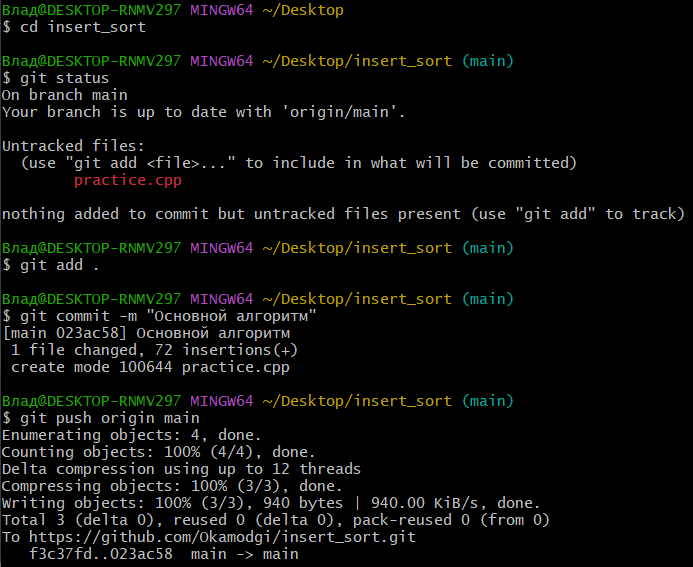 Влад@DESKTOP-RNMV297 MINGW64 ~/Desktop
$ cd insert_sort
Влад@DESKTOP-RNMV297 MINGW64 ~/Desktop/insert_sort (main)
$ git status
On branch main
Your branch is up to date with 'origin/main'.
Untracked files:
  (use "git add <file>..." to include in what will be committed)
        practice.cpp
nothing added to commit but untracked files present (use "git add" to track)
Влад@DESKTOP-RNMV297 MINGW64 ~/Desktop/insert_sort (main)
$ git add .
Влад@DESKTOP-RNMV297 MINGW64 ~/Desktop/insert_sort (main)
$ git commit -m "Основной алгоритм"
[main 023ac58] Основной алгоритм
 1 file changed, 72 insertions(+)
 create mode 100644 practice.cpp
Влад@DESKTOP-RNMV297 MINGW64 ~/Desktop/insert_sort (main)
$ git push origin main
Enumerating objects: 4, done.
Counting objects: 100% (4/4), done.
Delta compression using up to 12 threads
Compressing objects: 100% (3/3), done.
Writing objects: 100% (3/3), 940 bytes | 940.00 KiB/s, done.
Total 3 (delta 0), reused 0 (delta 0), pack-reused 0 (from 0)
To https://github.com/Okamodgi/insert_sort.git
   f3c37fd..023ac58  main -> main